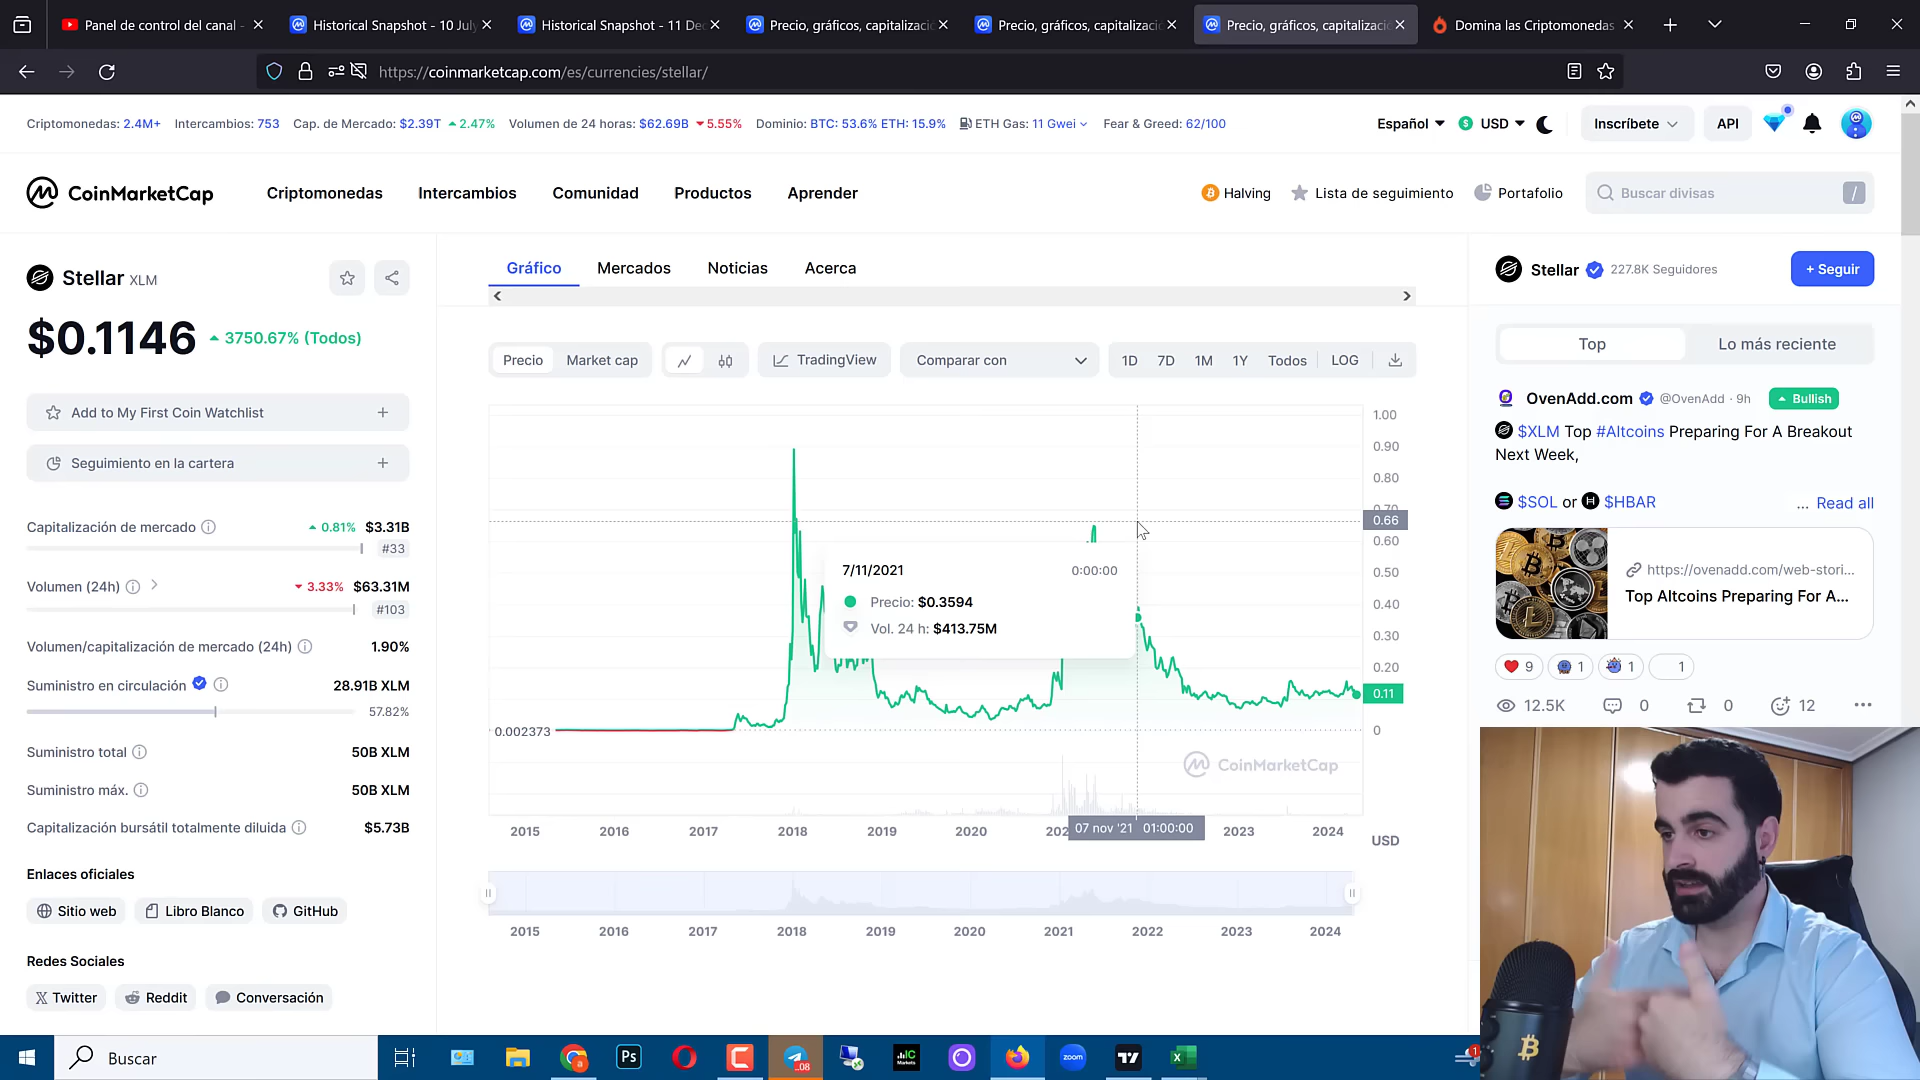 Panel de control del canal -
Historical Snapshot - 10 July
Historical Snapshot - 11 Dec
Precio, gráficos, capitalizació
Precio, gráficos, capitalizació
Precio, gráficos, capitalizació
Domina las Criptomonedas
https://coinmarketcap.com/es/currencies/stellar/
Criptomonedas: 2.4M+ Intercambios: 753 Cap. de Mercado: $2.39T 2.47% Volumen de 24 horas: $62.69B 5.55% Dominio: BTC: 53.6% ETH: 15.9% ETH Gas: 11 Gwei Fear & Greed: 62/100
Español USD Inscríbete API
CoinMarketCap Criptomonedas Intercambios Comunidad Productos Aprender
Halving Lista de seguimiento Portafolio Buscar divisas /
Stellar XLM
$0.1146 3750.67% (Todos)
Add to My First Coin Watchlist +
Seguimiento en la cartera +
Capitalización de mercado 0.81% $3.31B
#33
Volumen (24h) 3.33% $63.31M
#103
Volumen/capitalización de mercado (24h) 1.90%
Suministro en circulación 28.91B XLM
57.82%
Suministro total 50B XLM
Suministro máx. 50B XLM
Capitalización bursátil totalmente diluida $5.73B
Enlaces oficiales
Sitio web Libro Blanco GitHub
Redes Sociales
Twitter Reddit Conversación
Gráfico Mercados Noticias Acerca
Precio Market cap TradingView Comparar con 1D 7D 1M 1Y Todos LOG
1.00
0.90
0.80
0.70
0.66
0.60
0.50
0.40
0.30
0.20
0.11
0
0.002373
7/11/2021 0:00:00
Precio: $0.3594
Vol. 24 h: $413.75M
CoinMarketCap
2015 2016 2017 2018 2019 2020 202 07 nov '21 01:00:00 2023 2024
USD
2015 2016 2017 2018 2019 2020 2021 2022 2023 2024
Stellar 227.8K Seguidores + Seguir
Top Lo más reciente
OvenAdd.com @OvenAdd · 9h Bullish
$XLM Top #Altcoins Preparing For A Breakout
Next Week,
$SOL or $HBAR ... Read all
https://ovenadd.com/web-stori...
Top Altcoins Preparing For A...
9 1 1 1
12.5K 0 0 12
Buscar
Ps
08
IC
Markets
zoom
1